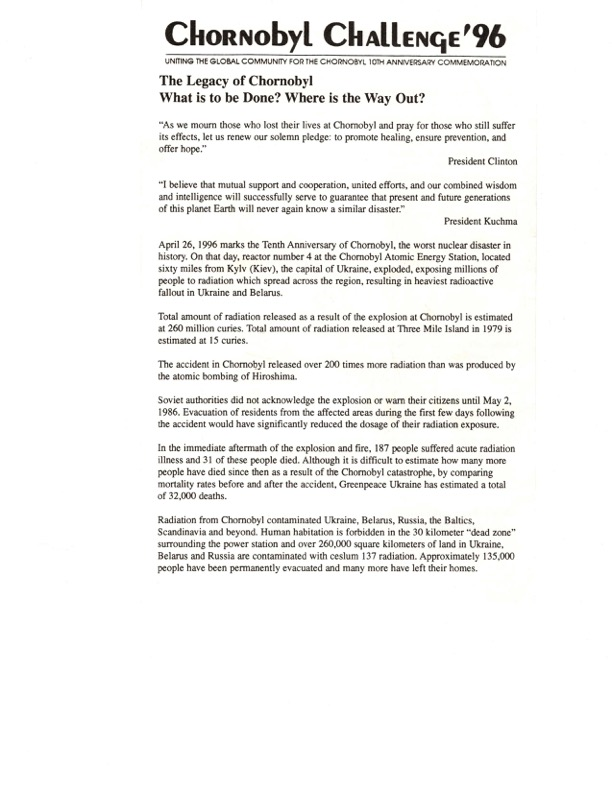 Chornobyl Challenge '96
UNITING THE GLOBAL COMMUNITY FOR THE CHORNOBYL 10TH ANNIVERSARY COMMEMORATION
The Legacy of Chornobyl
What is to be Done? Where is the Way Out?
“As we mourn those who lost their lives at Chornobyl and pray for those who still suffer
its effects, let us renew our solemn pledge: to promote healing, ensure prevention, and
offer hope.”
President Clinton
“I believe that mutual support and cooperation, united efforts, and our combined wisdom
and intelligence will successfully serve to guarantee that present and future generations
of this planet Earth will never again know a similar disaster.”
President Kuchma
April 26, 1996 marks the Tenth Anniversary of Chornobyl, the worst nuclear disaster in
history. On that day, reactor number 4 at the Chornobyl Atomic Energy Station, located
sixty miles from Kylv (Kiev), the capital of Ukraine, exploded, exposing millions of
people to radiation which spread across the region, resulting in heaviest radioactive
fallout in Ukraine and Belarus.
Total amount of radiation released as a result of the explosion at Chornobyl is estimated
at 260 million curies. Total amount of radiation released at Three Mile Island in 1979 is
estimated at 15 curies.
The accident in Chornobyl released over 200 times more radiation than was produced by
the atomic bombing of Hiroshima.
Soviet authorities did not acknowledge the explosion or warn their citizens until May 2,
1986. Evacuation of residents from the affected areas during the first few days following
the accident would have significantly reduced the dosage of their radiation exposure.
In the immediate aftermath of the explosion and fire, 187 people suffered acute radiation
illness and 31 of these people died. Although it is difficult to estimate how many more
people have died since then as a result of the Chornobyl catastrophe, by comparing
mortality rates before and after the accident, Greenpeace Ukraine has estimated a total
of 32,000 deaths.
Radiation from Chornobyl contaminated Ukraine, Belarus, Russia, the Baltics,
Scandinavia and beyond. Human habitation is forbidden in the 30 kilometer “dead zone”
surrounding the power station and over 260,000 square kilometers of land in Ukraine,
Belarus and Russia are contaminated with ceslum 137 radiation. Approximately 135,000
people have been permanently evacuated and many more have left their homes.